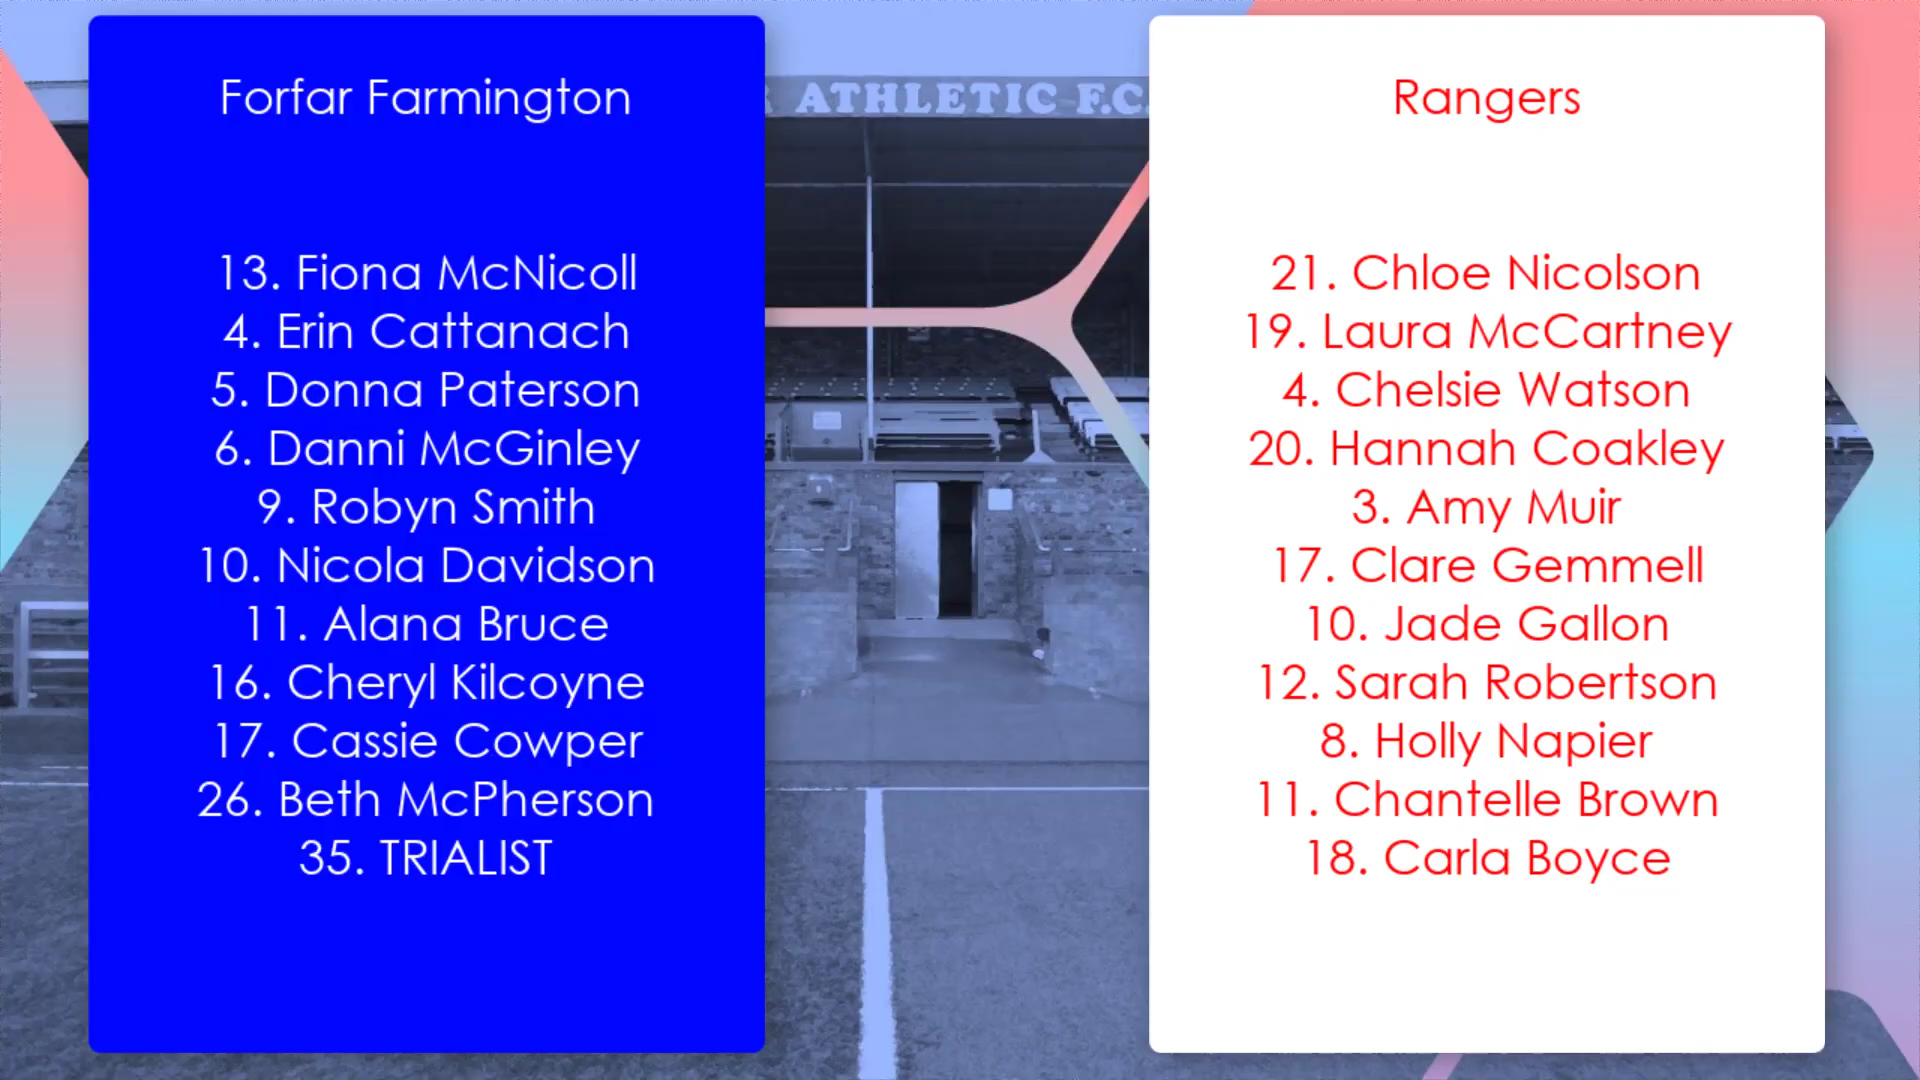 Forfar Farmington
13. Fiona McNicoll
4. Erin Cattanach
5. Donna Paterson
6. Danni McGinley
9. Robyn Smith
10. Nicola Davidson
11. Alana Bruce
16. Cheryl Kilcoyne
17. Cassie Cowper
26. Beth McPherson
35. TRIALIST
ATHLETIC F.C.
Rangers
21. Chloe Nicolson
19. Laura McCartney
4. Chelsie Watson
20. Hannah Coakley
3. Amy Muir
17. Clare Gemmell
10. Jade Gallon
12. Sarah Robertson
8. Holly Napier
11. Chantelle Brown
18. Carla Boyce